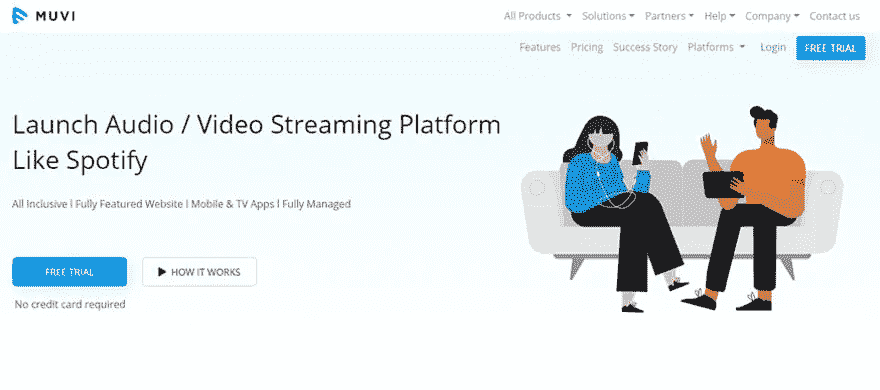 MUVI
All Products Solutions Partners Help Company Contact us
Features Pricing Success Story Platforms Login FREE TRIAL
Launch Audio / Video Streaming Platform
Like Spotify
All Inclusive | Fully Featured Website | Mobile & TV Apps | Fully Managed
FREE TRIAL HOW IT WORKS
No credit card required